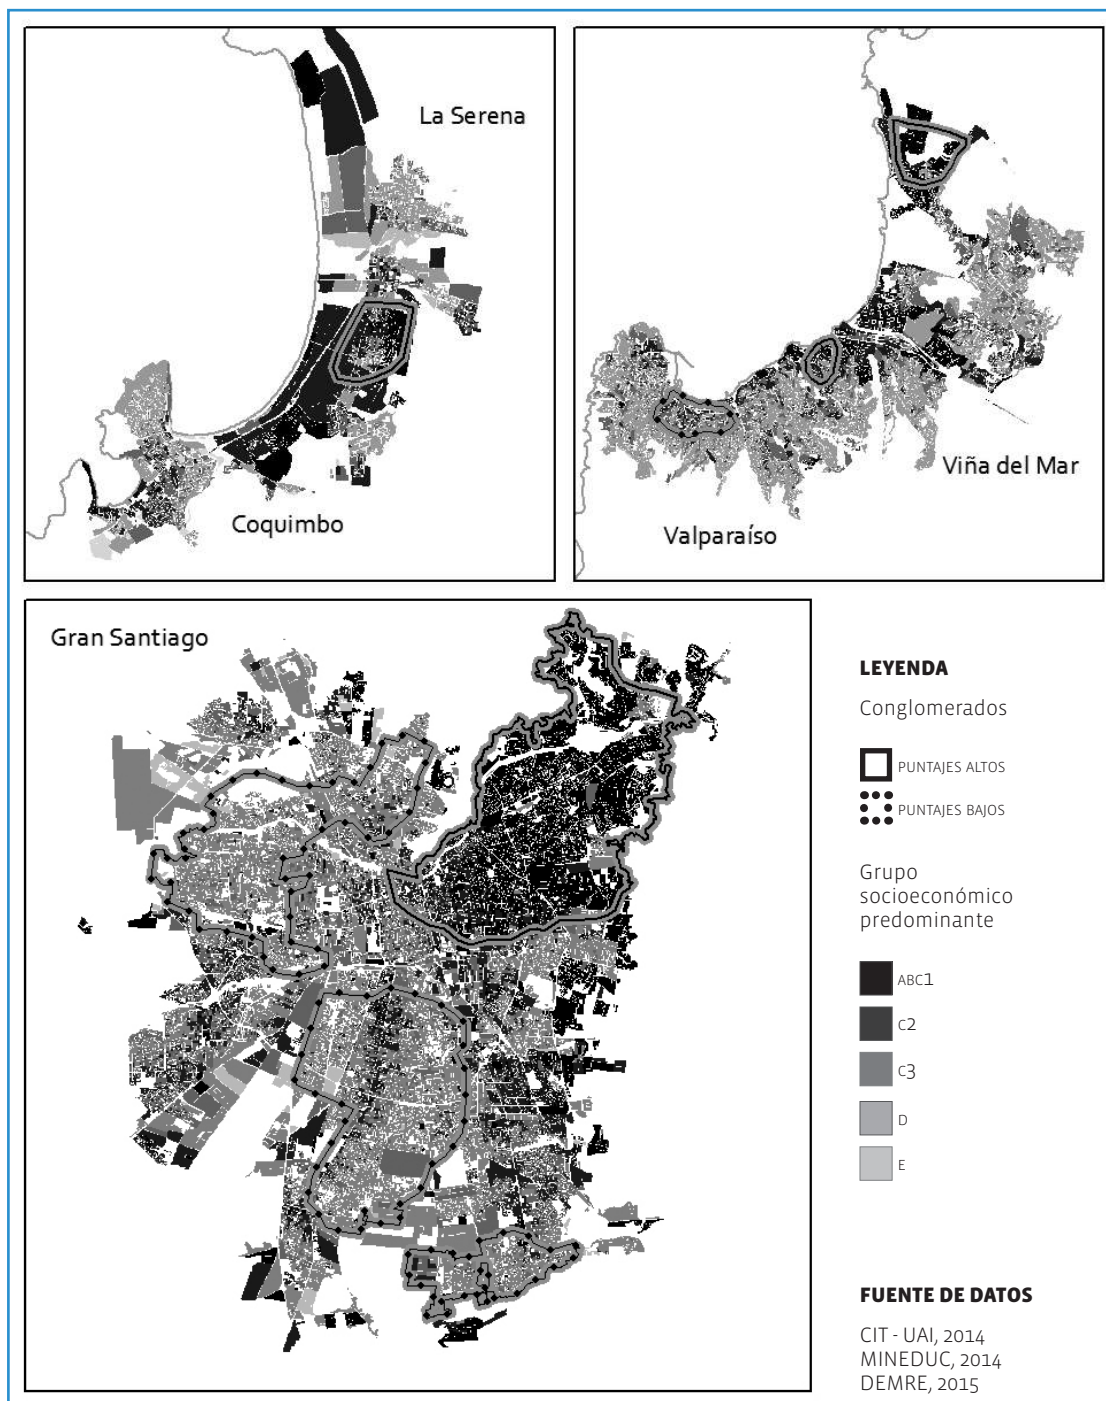 La Serena
Coquimbo
Viña del Mar
Valparaíso
Gran Santiago
LEYENDA
Conglomerados
PUNTAJES ALTOS
PUNTAJES BAJOS
Grupo
socioeconómico
predominante
ABC1
C2
C3
D
E
FUENTE DE DATOS
CIT - UAI, 2014
MINEDUC, 2014
DEMRE, 2015